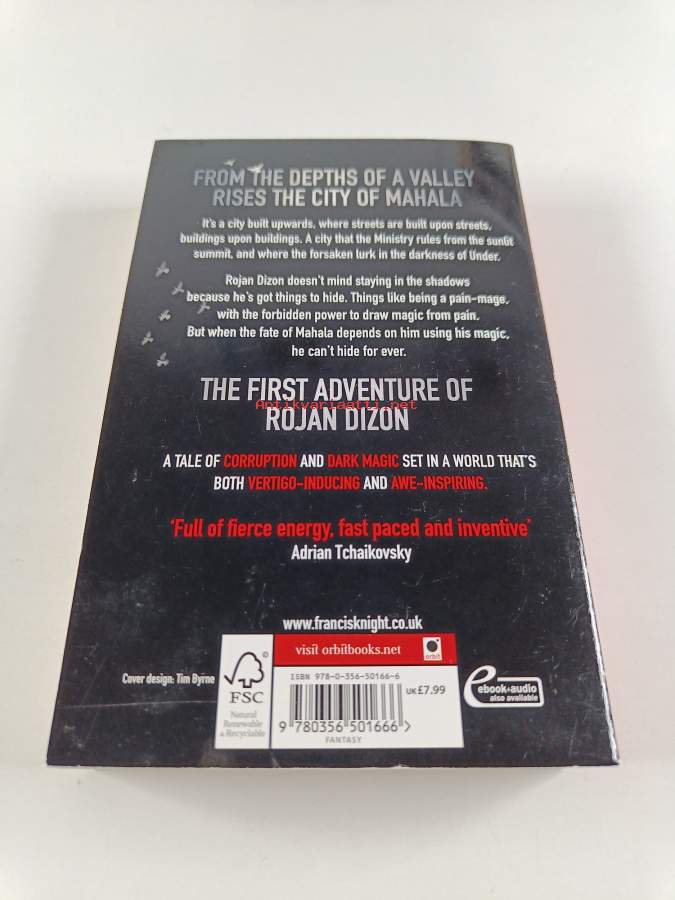 FROM THE DEPTHS OF A VALLEY
RISES THE CITY OF MAHALA
It's a city built upwards, where streets are built upon streets,
buildings upon buildings. A city that the Ministry rules from the sunlit
summit, and where the forsaken lurk in the darkness of Under.
Rojan Dizon doesn't mind staying in the shadows
because he's got things to hide. Things like being a pain-mage,
with the forbidden power to draw magic from pain.
But when the fate of Mahala depends on him using his magic,
he can't hide for ever.
THE FIRST ADVENTURE OF
Antikvariaatti.net
ROJAN DIZON
A TALE OF CORRUPTION AND DARK MAGIC SET IN A WORLD THAT'S
BOTH VERTIGO-INDUCING AND AWE-INSPIRING.
'Full of fierce energy, fast paced and inventive'
Adrian Tchaikovsky
www.francisknight.co.uk
visit orbitbooks.net
orbit
Cover design: Tim Byrne
FSC
Natural
Renewable
& Recyclable
ISBN 978-0-356-50166-6
UK£7.99
9 780356 501666 >
FANTASY
ebook+audio
also available